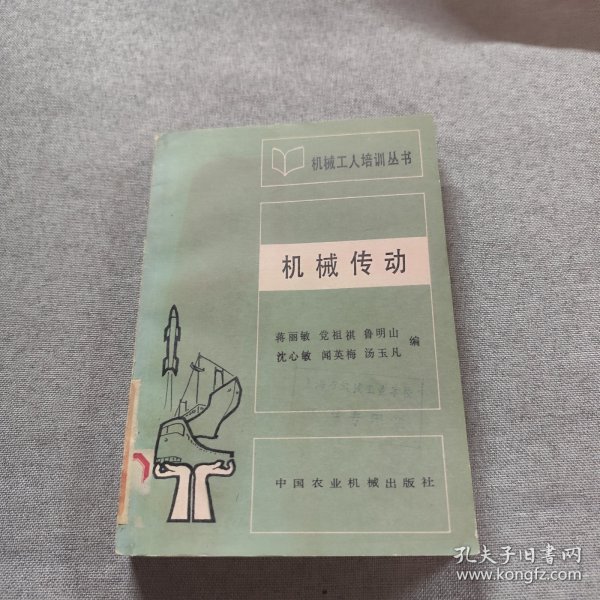 机械工人培训丛书
机械传动
蒋丽敏 党祖祺 鲁明山
沈心敏 闻英梅 汤玉凡 编
中国农业机械出版社
孔夫子旧书网
www.kongfz.com